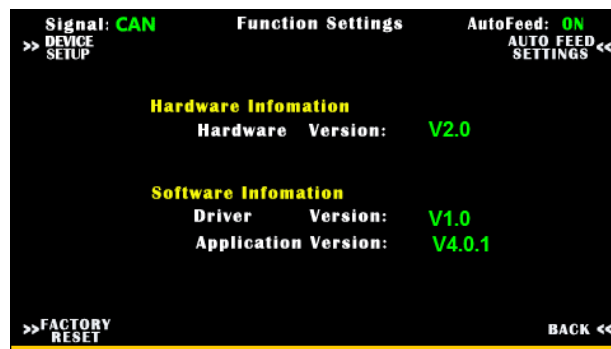 Signal: CAN Function Settings AutoFeed: ON
>> DEVICE SETUP AUTO FEED SETTINGS <<
Hardware Infomation
Hardware Version: V2.0
Software Infomation
Driver Version: V1.0
Application Version: V4.0.1
>> FACTORY RESET BACK <<